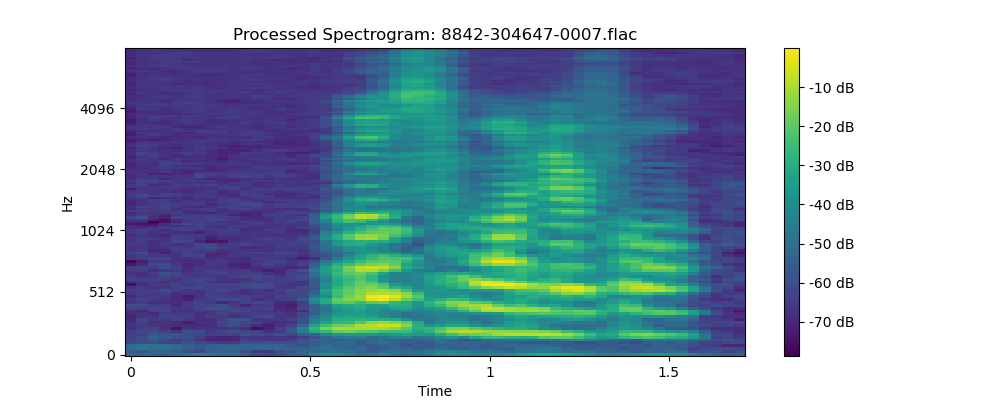 Processed Spectrogram: 8842-304647-0007.flac
Hz
4096
2048
1024
512
0
0
0.5
1
1.5
Time
-10 dB
-20 dB
-30 dB
-40 dB
-50 dB
-60 dB
-70 dB